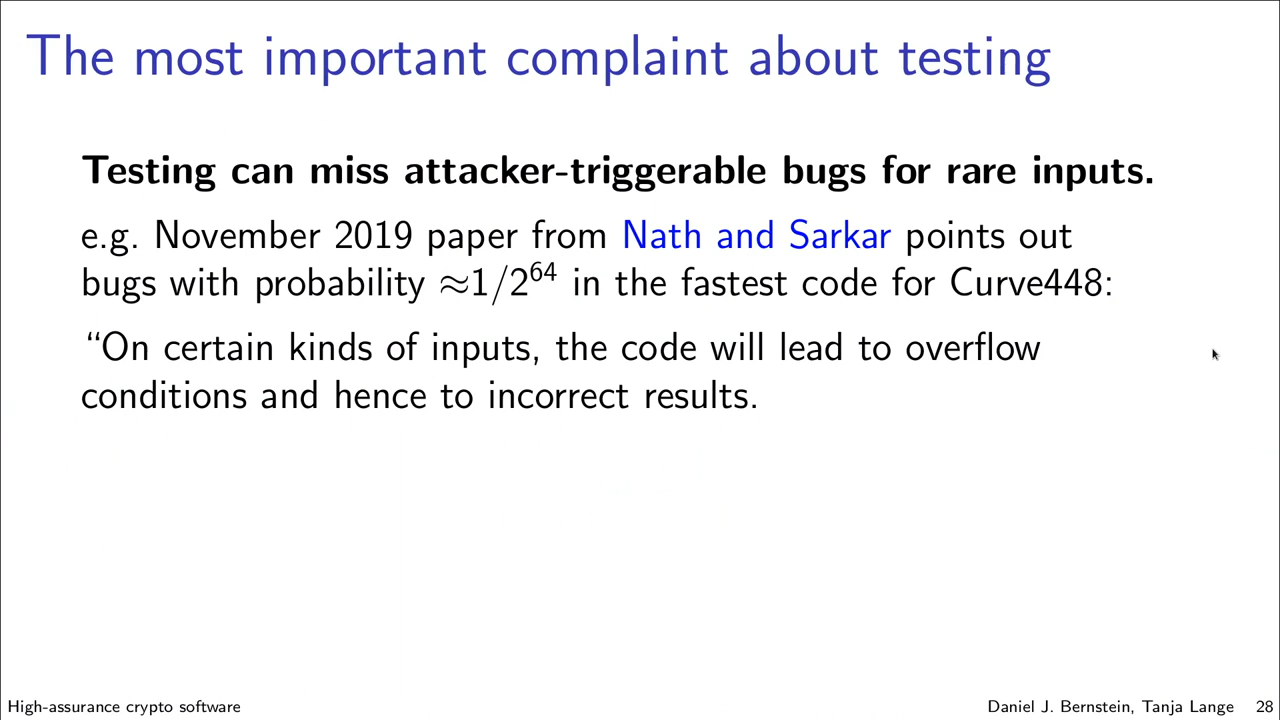 The most important complaint about testing
Testing can miss attacker-triggerable bugs for rare inputs.
e.g. November 2019 paper from Nath and Sarkar points out
bugs with probability ≈1/2⁶⁴ in the fastest code for Curve448:
“On certain kinds of inputs, the code will lead to overflow
conditions and hence to incorrect results.
High-assurance crypto software
Daniel J. Bernstein, Tanja Lange 28